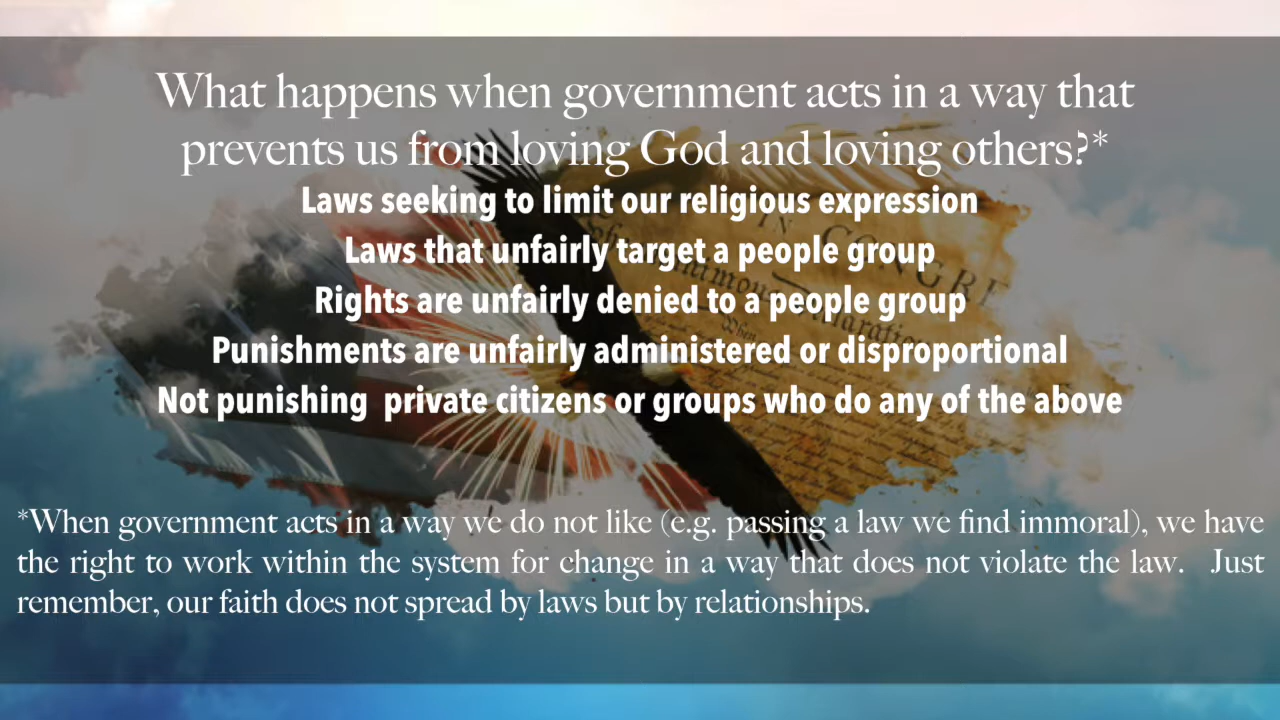 What happens when government acts in a way that
prevents us from loving God and loving others?*
Laws seeking to limit our religious expression
Laws that unfairly target a people group
Rights are unfairly denied to a people group
Punishments are unfairly administered or disproportional
Not punishing  private citizens or groups who do any of the above
IN CONGRE
*When government acts in a way we do not like (e.g. passing a law we find immoral), we have
the right to work within the system for change in a way that does not violate the law.  Just
remember, our faith does not spread by laws but by relationships.